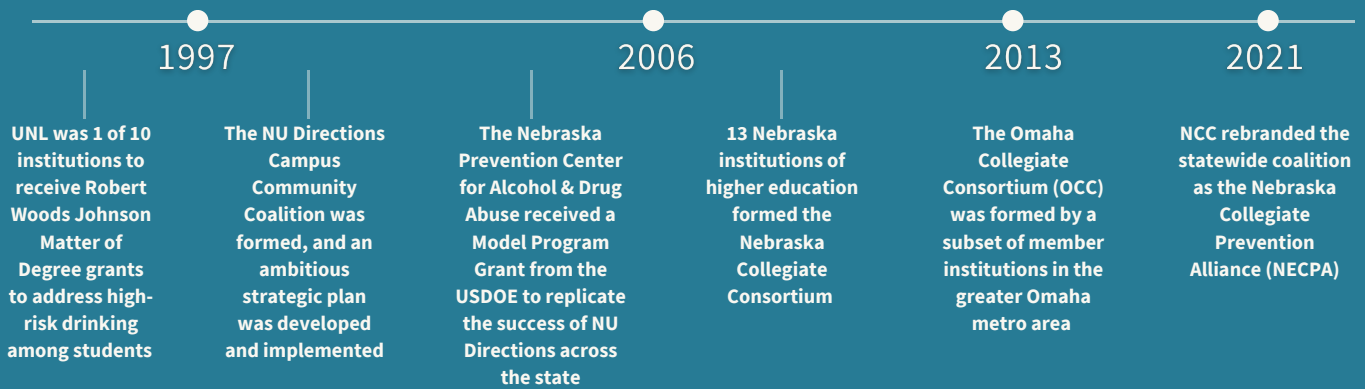 1997
UNL was 1 of 10
institutions to
receive Robert
Woods Johnson
Matter of
Degree grants
to address high-
risk drinking
among students
The NU Directions
Campus
Community
Coalition was
formed, and an
ambitious
strategic plan
was developed
and implemented
2006
The Nebraska
Prevention Center
for Alcohol & Drug
Abuse received a
Model Program
Grant from the
USDOE to replicate
the success of NU
Directions across
the state
13 Nebraska
institutions of
higher education
formed the
Nebraska
Collegiate
Consortium
2013
The Omaha
Collegiate
Consortium (OCC)
was formed by a
subset of member
institutions in the
greater Omaha
metro area
2021
NCC rebranded the
statewide coalition
as the Nebraska
Collegiate
Prevention
Alliance (NECPA)